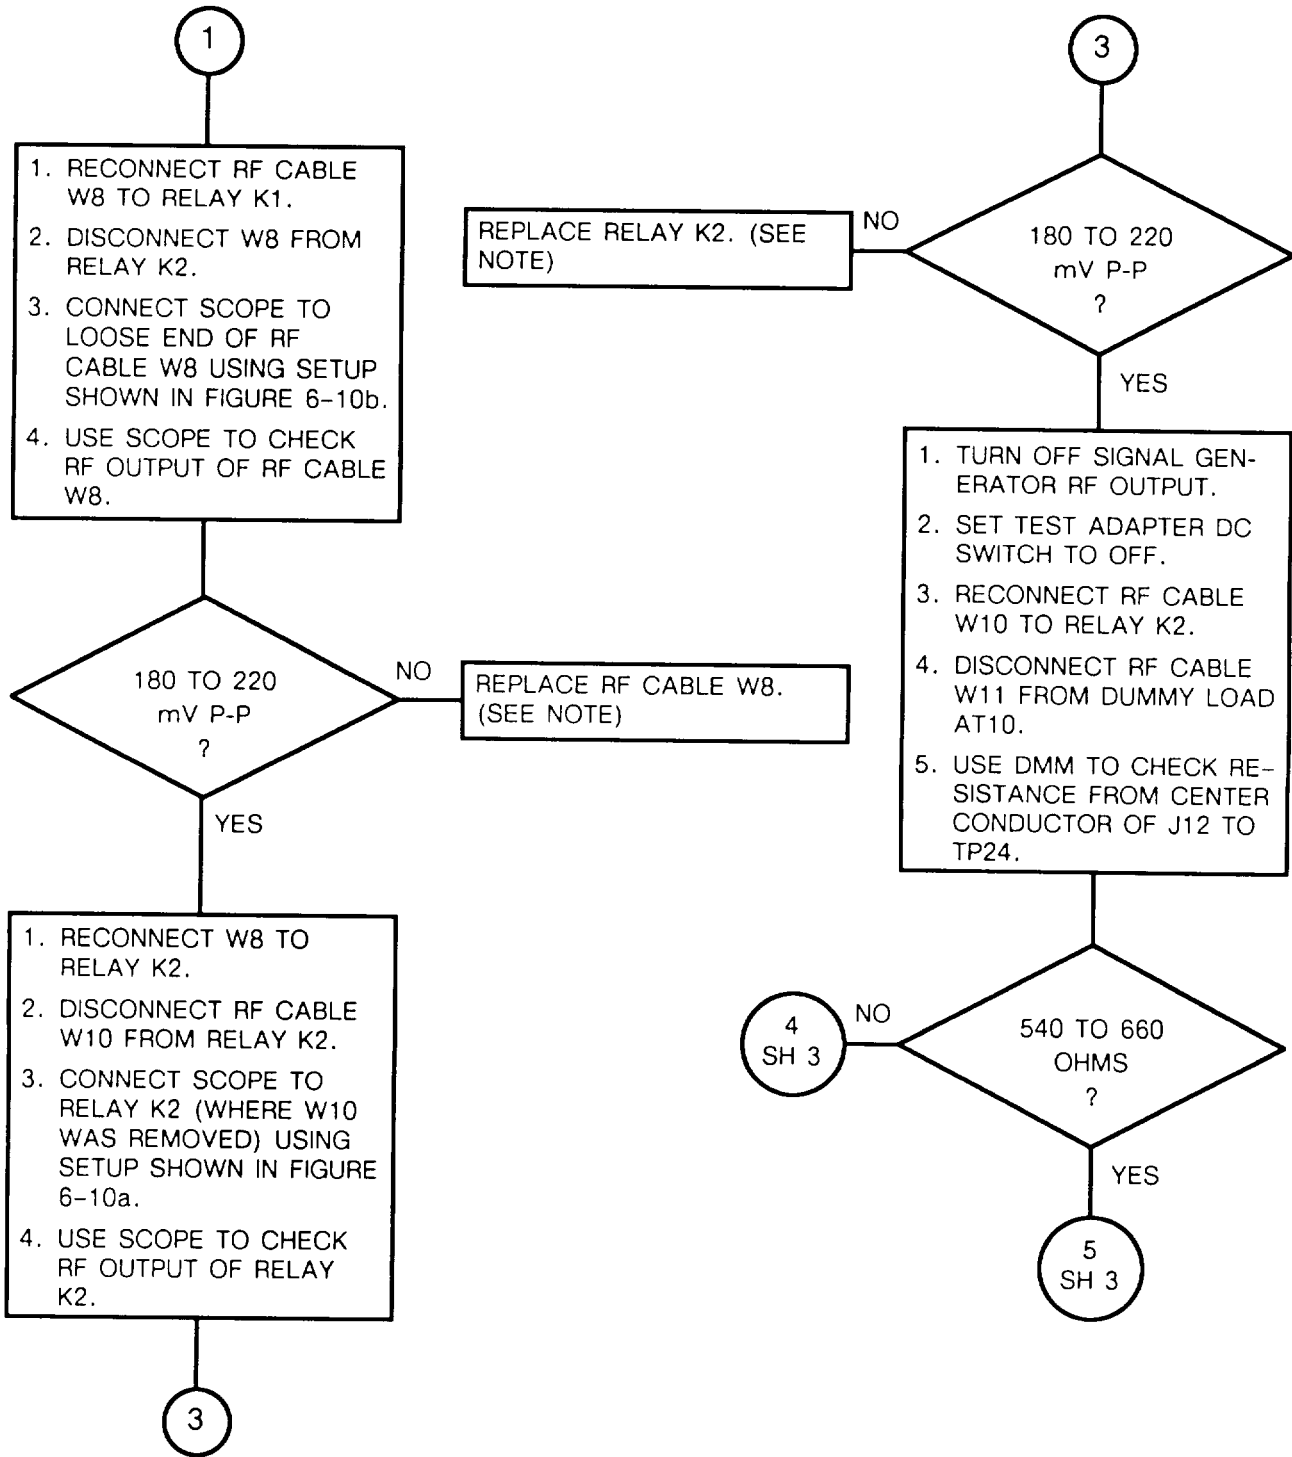 1
1. RECONNECT RF CABLE
W8 TO RELAY K1.
2. DISCONNECT W8 FROM
RELAY K2.
3. CONNECT SCOPE TO
LOOSE END OF RF
CABLE W8 USING SETUP
SHOWN IN FIGURE 6-10b.
4. USE SCOPE TO CHECK
RF OUTPUT OF RF CABLE
W8.
180 TO 220
mV P-P
?
NO
REPLACE RF CABLE W8.
(SEE NOTE)
YES
1. RECONNECT W8 TO
RELAY K2.
2. DISCONNECT RF CABLE
W10 FROM RELAY K2.
3. CONNECT SCOPE TO
RELAY K2 (WHERE W10
WAS REMOVED) USING
SETUP SHOWN IN FIGURE
6-10a.
4. USE SCOPE TO CHECK
RF OUTPUT OF RELAY
K2.
3
3
180 TO 220
mV P-P
?
NO
REPLACE RELAY K2. (SEE
NOTE)
YES
1. TURN OFF SIGNAL GEN-
ERATOR RF OUTPUT.
2. SET TEST ADAPTER DC
SWITCH TO OFF.
3. RECONNECT RF CABLE
W10 TO RELAY K2.
4. DISCONNECT RF CABLE
W11 FROM DUMMY LOAD
AT10.
5. USE DMM TO CHECK RE-
SISTANCE FROM CENTER
CONDUCTOR OF J12 TO
TP24.
540 TO 660
OHMS
?
NO
4
SH 3
YES
5
SH 3